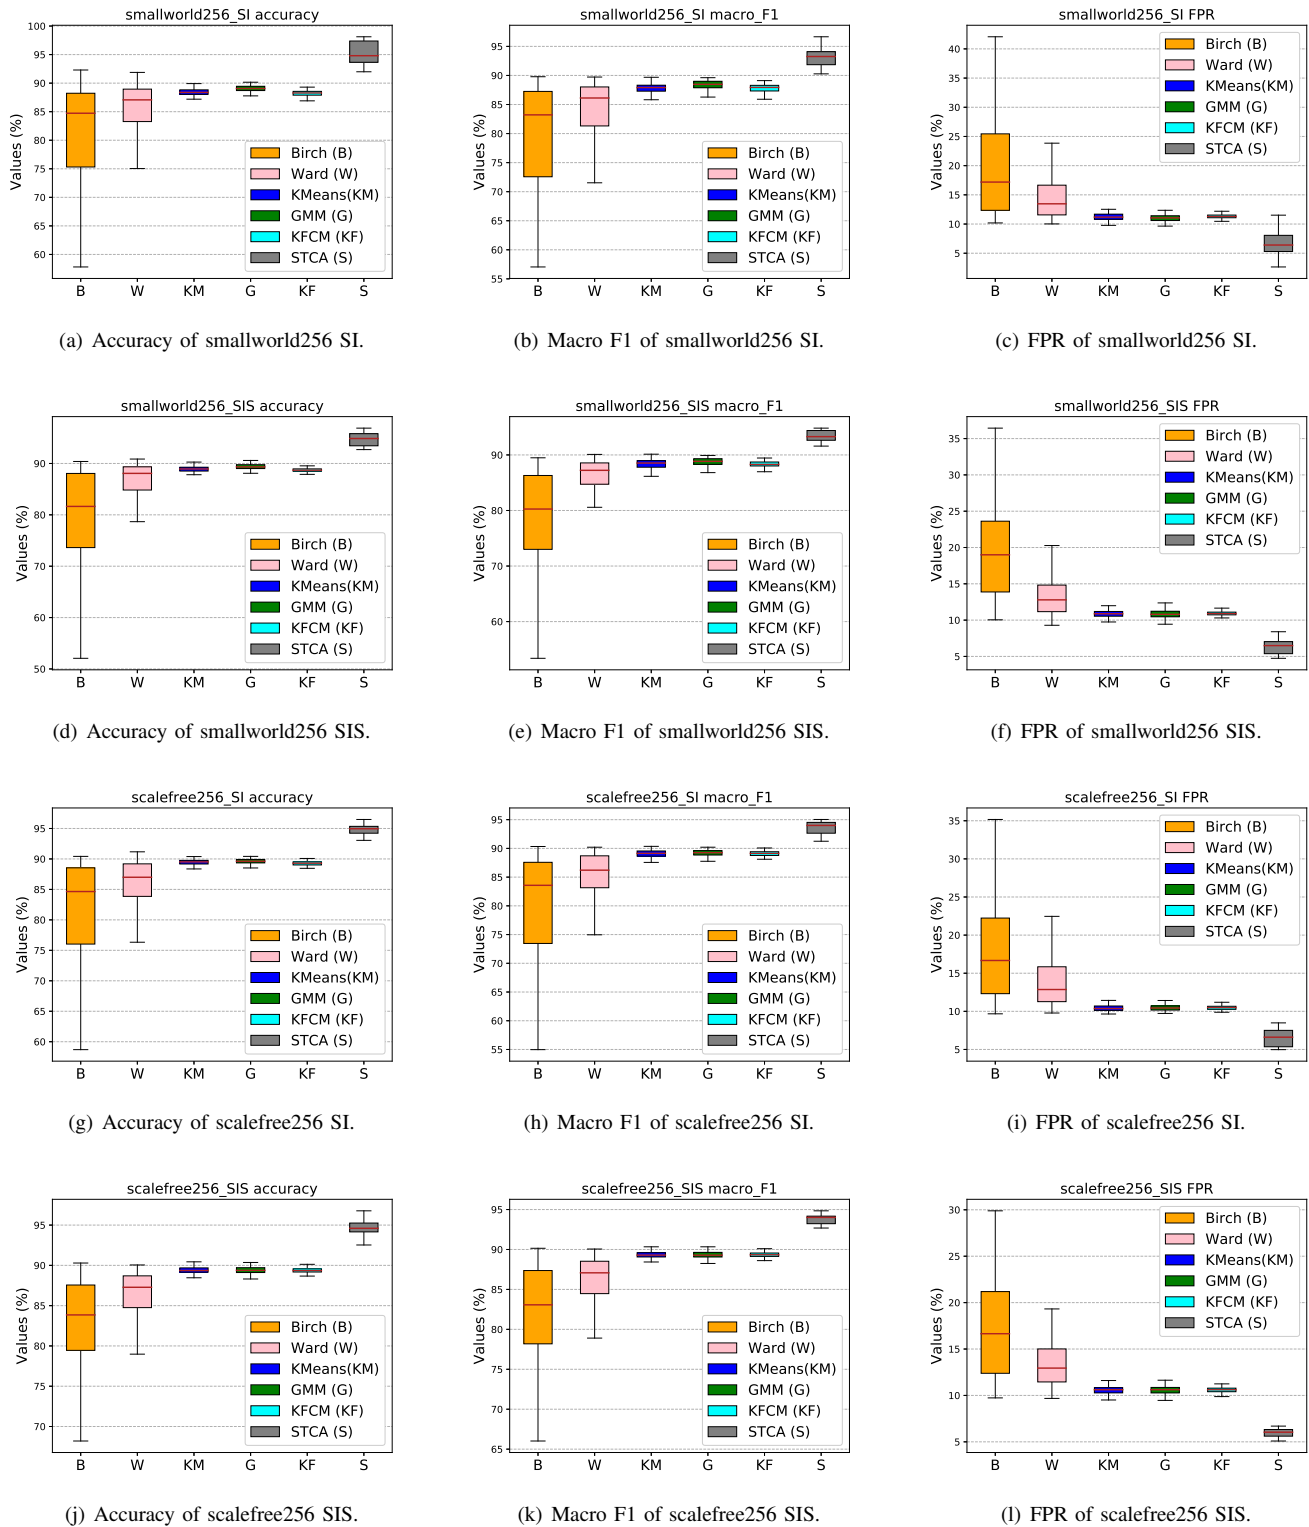 smallworld256_SI accuracy
Values (%)
100
95
90
85
80
75
70
65
60
Birch (B)
Ward (W)
KMeans(KM)
GMM (G)
KFCM (KF)
STCA (S)
B W KM G KF S
(a) Accuracy of smallworld256 SI.
smallworld256_SI macro_F1
Values (%)
95
90
85
80
75
70
65
60
55
Birch (B)
Ward (W)
KMeans(KM)
GMM (G)
KFCM (KF)
STCA (S)
B W KM G KF S
(b) Macro F1 of smallworld256 SI.
smallworld256_SI FPR
Values (%)
40
35
30
25
20
15
10
5
Birch (B)
Ward (W)
KMeans(KM)
GMM (G)
KFCM (KF)
STCA (S)
B W KM G KF S
(c) FPR of smallworld256 SI.
smallworld256_SIS accuracy
Values (%)
90
80
70
60
50
Birch (B)
Ward (W)
KMeans(KM)
GMM (G)
KFCM (KF)
STCA (S)
B W KM G KF S
(d) Accuracy of smallworld256 SIS.
smallworld256_SIS macro_F1
Values (%)
90
80
70
60
Birch (B)
Ward (W)
KMeans(KM)
GMM (G)
KFCM (KF)
STCA (S)
B W KM G KF S
(e) Macro F1 of smallworld256 SIS.
smallworld256_SIS FPR
Values (%)
35
30
25
20
15
10
5
Birch (B)
Ward (W)
KMeans(KM)
GMM (G)
KFCM (KF)
STCA (S)
B W KM G KF S
(f) FPR of smallworld256 SIS.
scalefree256_SI accuracy
Values (%)
95
90
85
80
75
70
65
60
Birch (B)
Ward (W)
KMeans(KM)
GMM (G)
KFCM (KF)
STCA (S)
B W KM G KF S
(g) Accuracy of scalefree256 SI.
scalefree256_SI macro_F1
Values (%)
95
90
85
80
75
70
65
60
55
Birch (B)
Ward (W)
KMeans(KM)
GMM (G)
KFCM (KF)
STCA (S)
B W KM G KF S
(h) Macro F1 of scalefree256 SI.
scalefree256_SI FPR
Values (%)
35
30
25
20
15
10
5
Birch (B)
Ward (W)
KMeans(KM)
GMM (G)
KFCM (KF)
STCA (S)
B W KM G KF S
(i) FPR of scalefree256 SI.
scalefree256_SIS accuracy
Values (%)
95
90
85
80
75
70
Birch (B)
Ward (W)
KMeans(KM)
GMM (G)
KFCM (KF)
STCA (S)
B W KM G KF S
(j) Accuracy of scalefree256 SIS.
scalefree256_SIS macro_F1
Values (%)
95
90
85
80
75
70
65
Birch (B)
Ward (W)
KMeans(KM)
GMM (G)
KFCM (KF)
STCA (S)
B W KM G KF S
(k) Macro F1 of scalefree256 SIS.
scalefree256_SIS FPR
Values (%)
30
25
20
15
10
5
Birch (B)
Ward (W)
KMeans(KM)
GMM (G)
KFCM (KF)
STCA (S)
B W KM G KF S
(l) FPR of scalefree256 SIS.